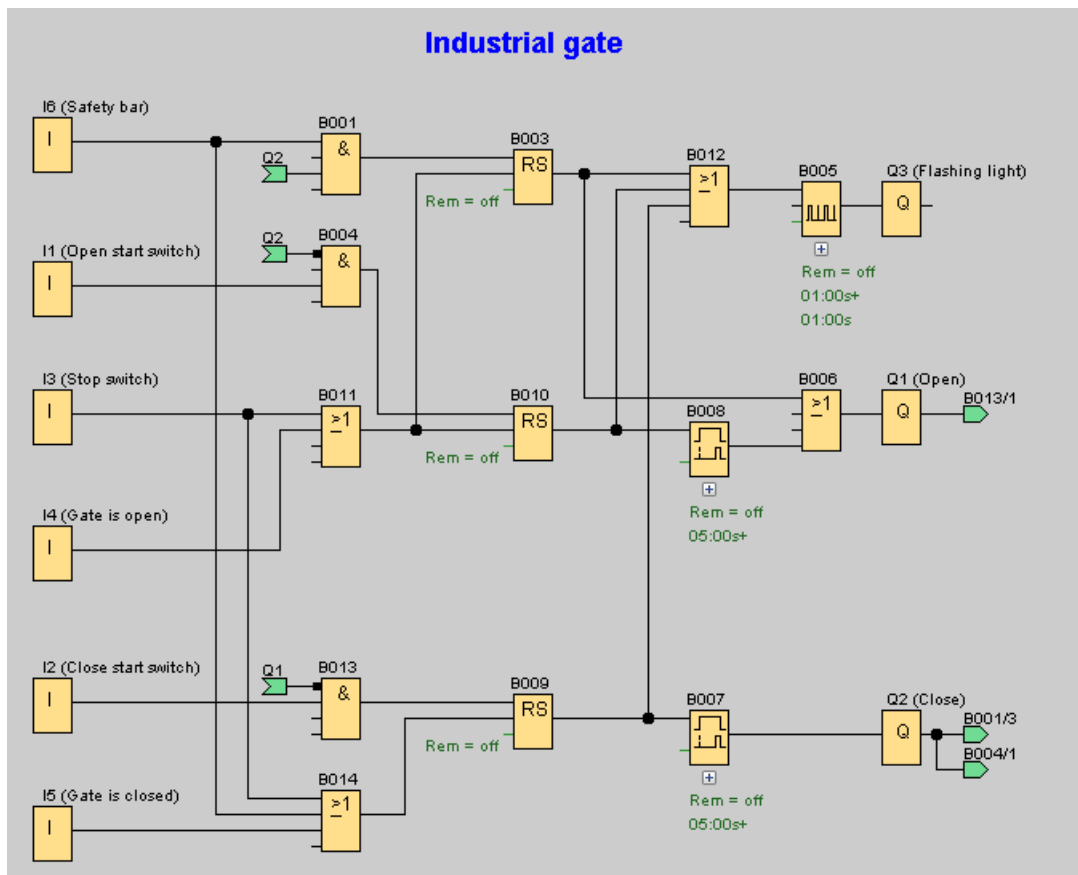 Industrial gate
I6 (Safety bar)
I
Q2
B001
&
B003
RS
Rem = off
B012
>1
B005
Rem = off
01:00s+
01:00s
Q3 (Flashing light)
Q
I1 (Open start switch)
I
Q2
B004
&
I3 (Stop switch)
I
B011
>1
B010
RS
Rem = off
B008
Rem = off
05:00s+
B006
>1
Q1 (Open)
Q
B013/1
I4 (Gate is open)
I
I2 (Close start switch)
I
Q1
B013
&
B009
RS
Rem = off
B007
Rem = off
05:00s+
Q2 (Close)
Q
B001/3
B004/1
I5 (Gate is closed)
I
B014
>1